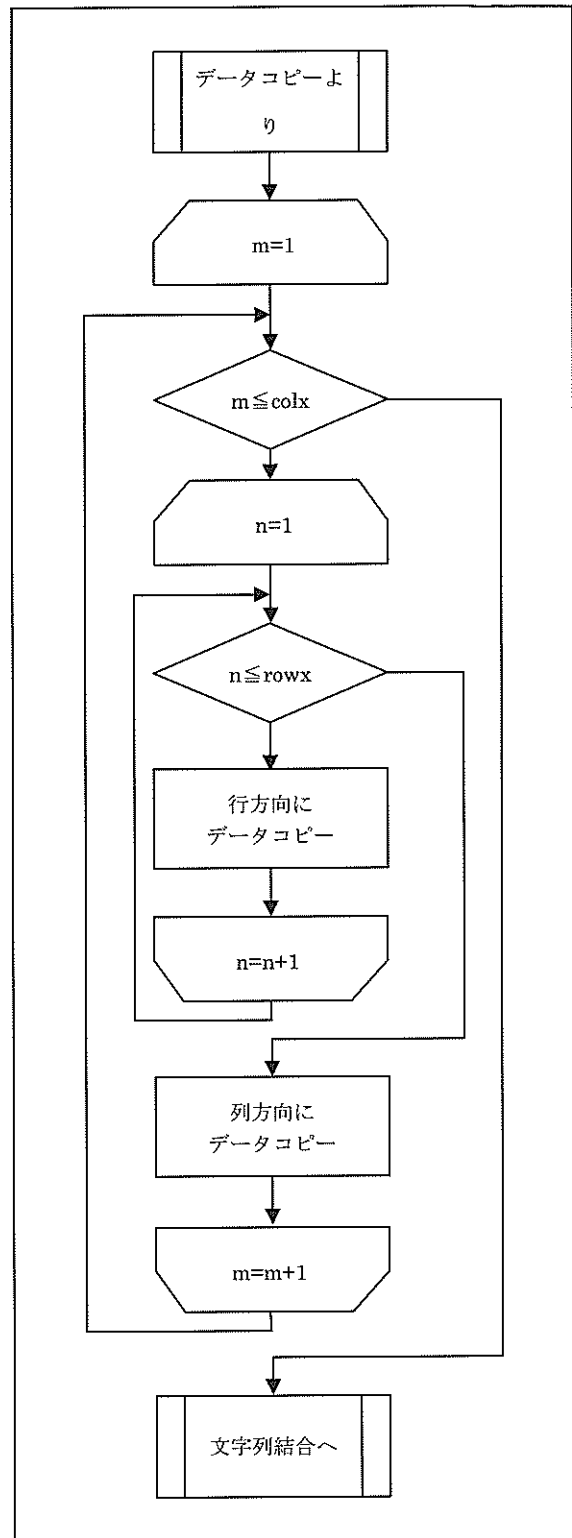 データコピーよ
り
m=1
m≦colx
n=1
n≦rowx
行方向に
データコピー
n=n+1
列方向に
データコピー
m=m+1
文字列結合へ